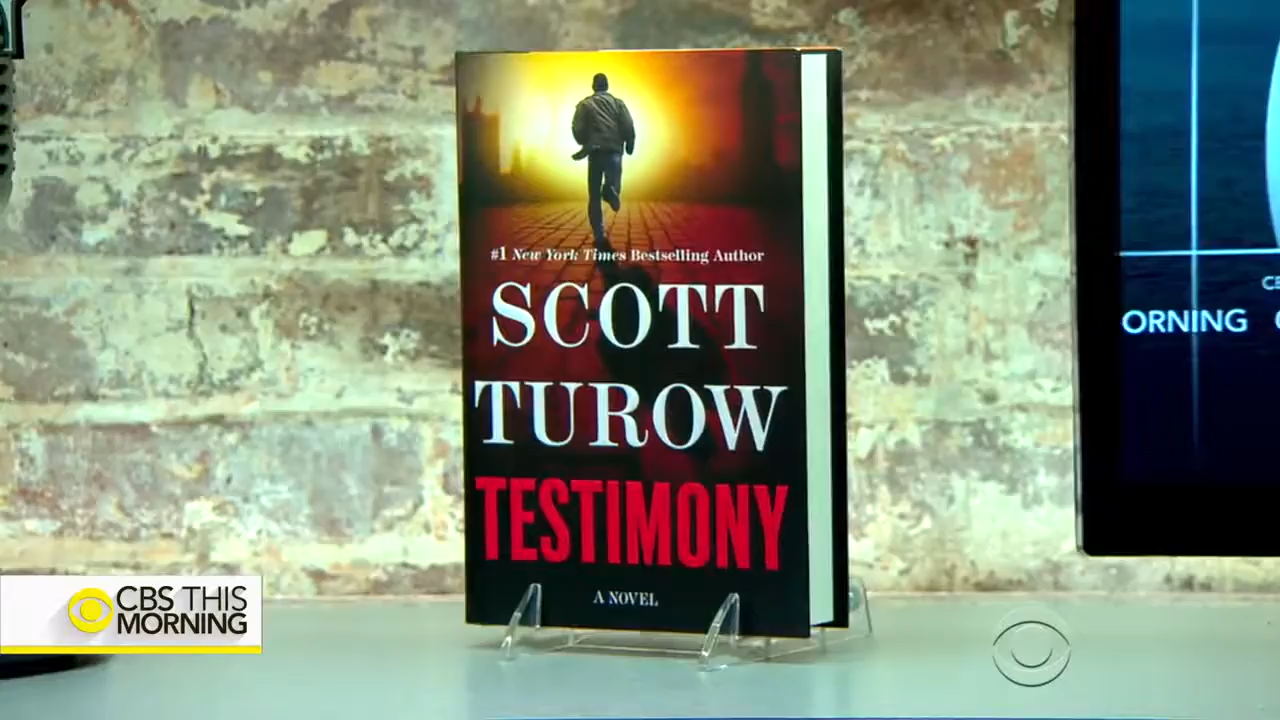 #1 New York Times Bestselling Author
SCOTT
TUROW
TESTIMONY
A NOVEL
ORNING
CBS THIS
MORNING